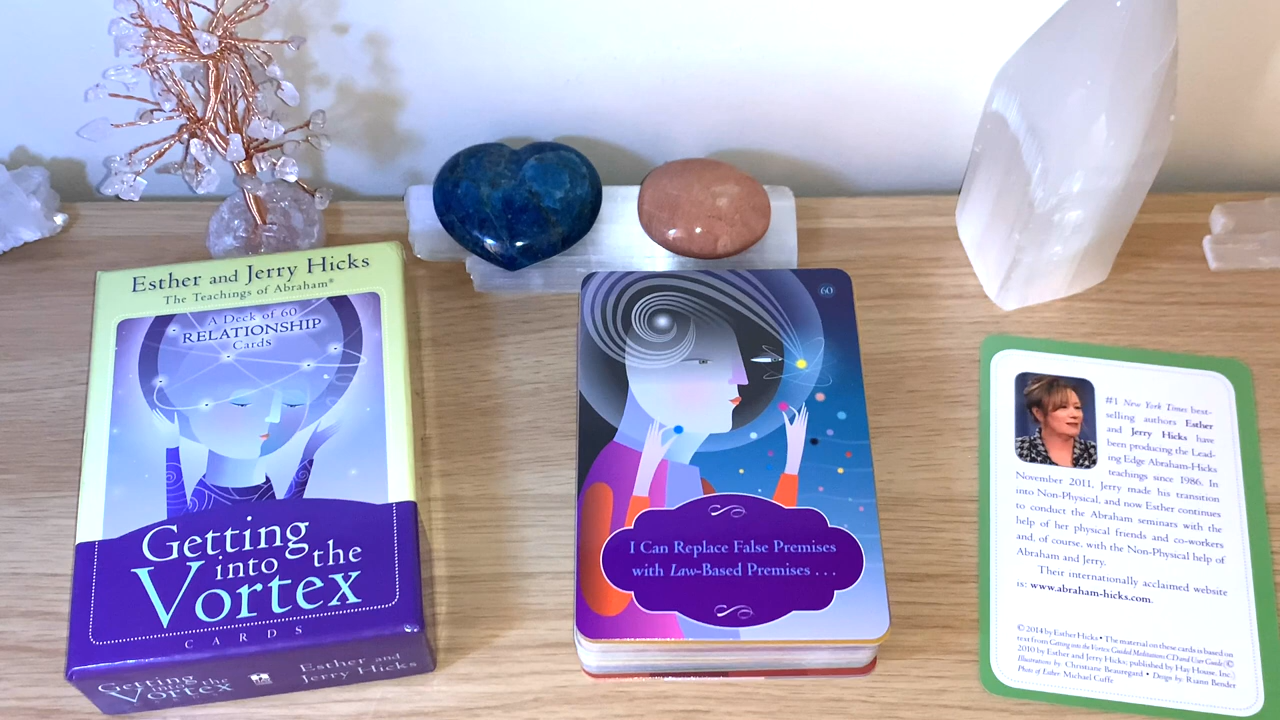 Esther and Jerry Hicks
The Teachings of Abraham®
A Deck of 60
RELATIONSHIP
Cards
Getting
into the
Vortex
CARDS
Getting
into the
Vortex
Esther and
Jerry Hicks
60
I Can Replace False Premises
with Law-Based Premises . . .
#1 New York Times best-
selling authors Esther
and Jerry Hicks have
been producing the Lead-
ing Edge Abraham-Hicks
teachings since 1986. In
November 2011, Jerry made his transition
into Non-Physical, and now Esther continues
to conduct the Abraham seminars with the
help of her physical friends and co-workers
and, of course, with the Non-Physical help of
Abraham and Jerry.
Their internationally acclaimed website
is: www.abraham-hicks.com.
© 2014 by Esther Hicks • The material on these cards is based on
text from Getting into the Vortex Guided Meditations CD and User Guide (©
2010 by Esther and Jerry Hicks; published by Hay House, Inc.)
Illustrations by Christiane Beauregard • Design by Riann Bender
Photo of Esther Michael Cuffe